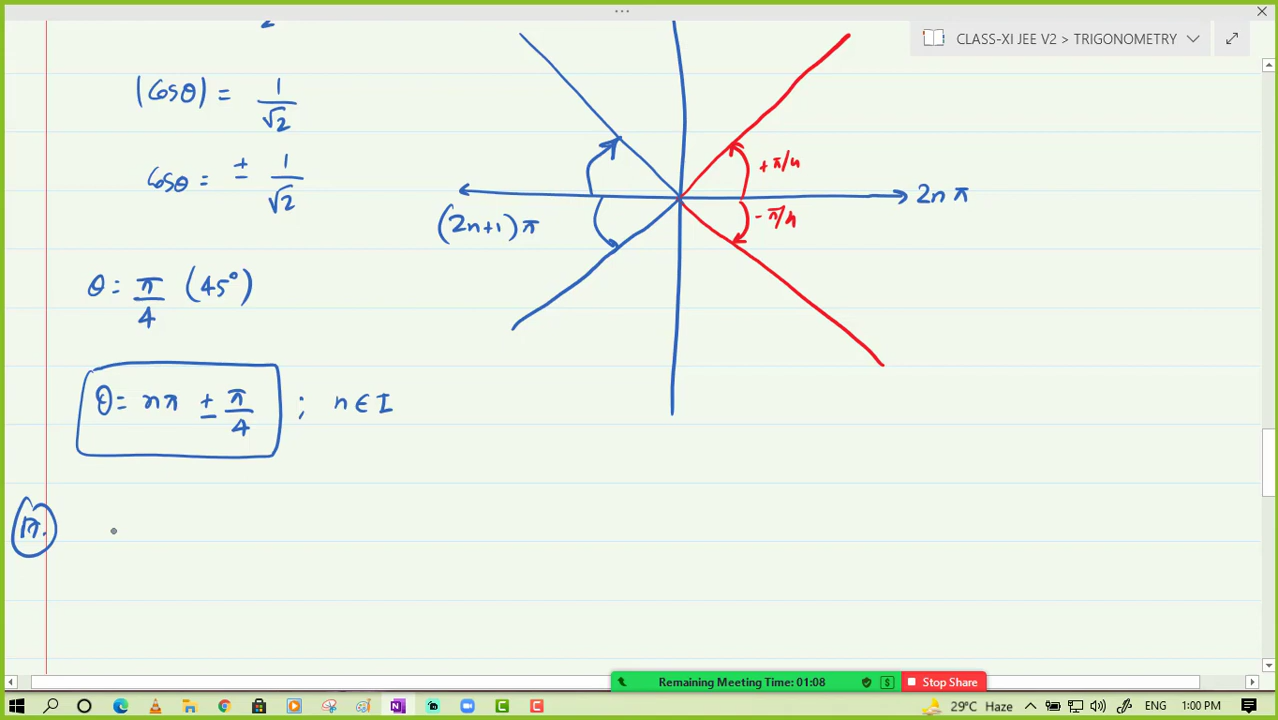 CLASS-XI JEE V2 > TRIGONOMETRY
2
|Cosθ| = 1/√2
Cosθ = ± 1/√2
+π/4
-π/4
2nπ
(2n+1)π
θ = π/4 (45°)
θ = nπ ± π/4 ; n ∈ I
Remaining Meeting Time: 01:08
Stop Share
29°C Haze
ENG
1:00 PM